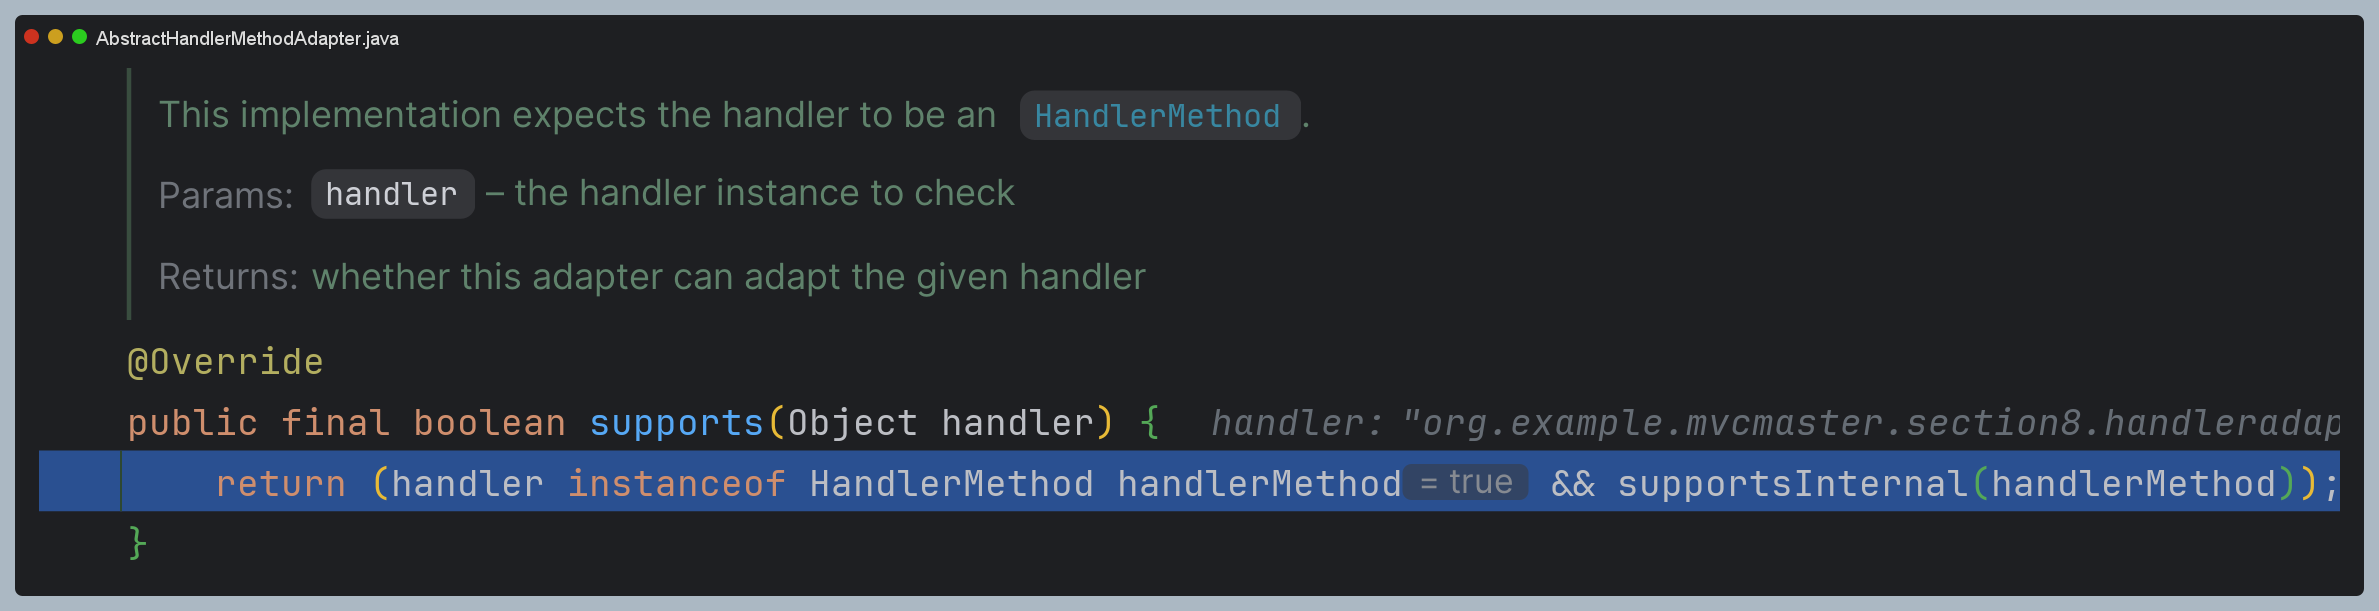 AbstractHandlerMethodAdapter.java
This implementation expects the handler to be an HandlerMethod.
Params: handler – the handler instance to check
Returns: whether this adapter can adapt the given handler
@Override
public final boolean supports(Object handler) { handler: "org.example.mvcmaster.section8.handleradap
return (handler instanceof HandlerMethod handlerMethod = true && supportsInternal(handlerMethod));
}